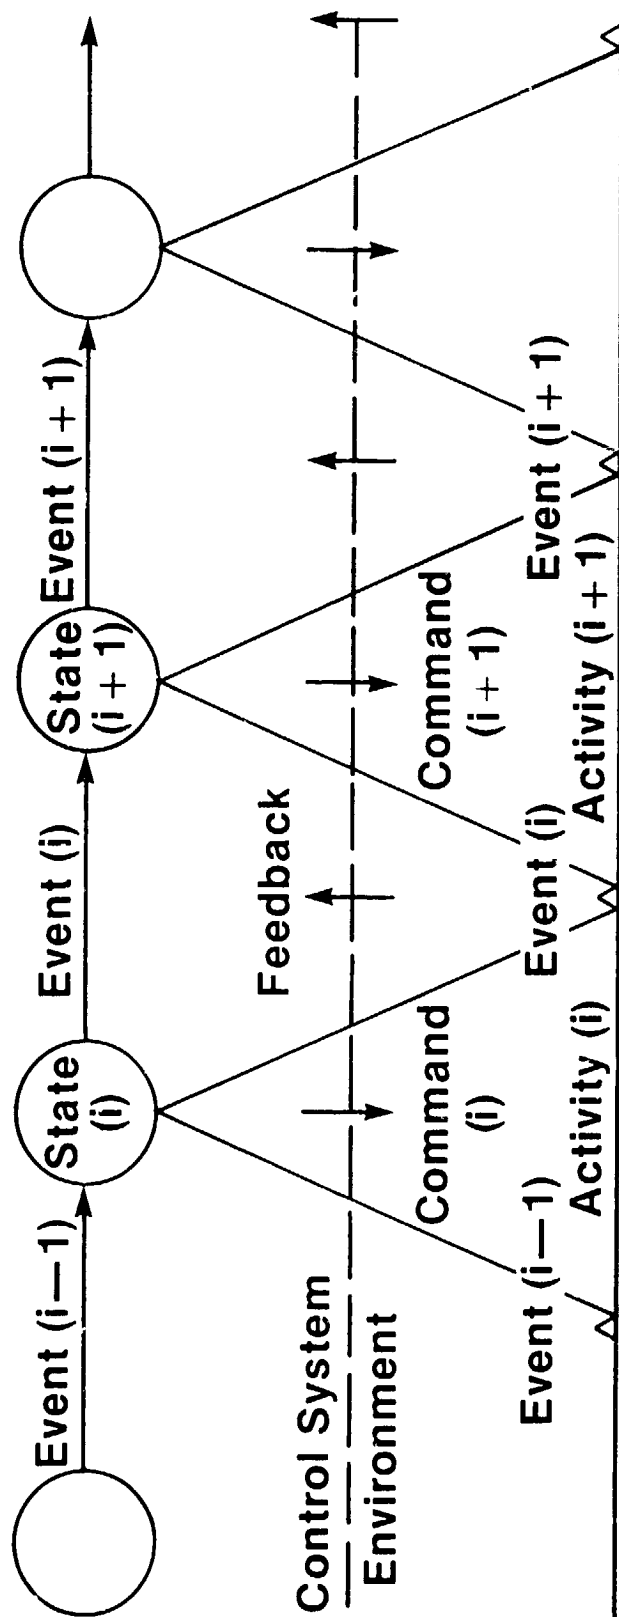 Event (i—1)
State
(i)
Event (i)
State
(i + 1)
Event (i + 1)
Feedback
Control System
Environment
Command
(i)
Command
(i + 1)
Event (i—1)
Event (i)
Event (i + 1)
Activity (i)
Activity (i + 1)